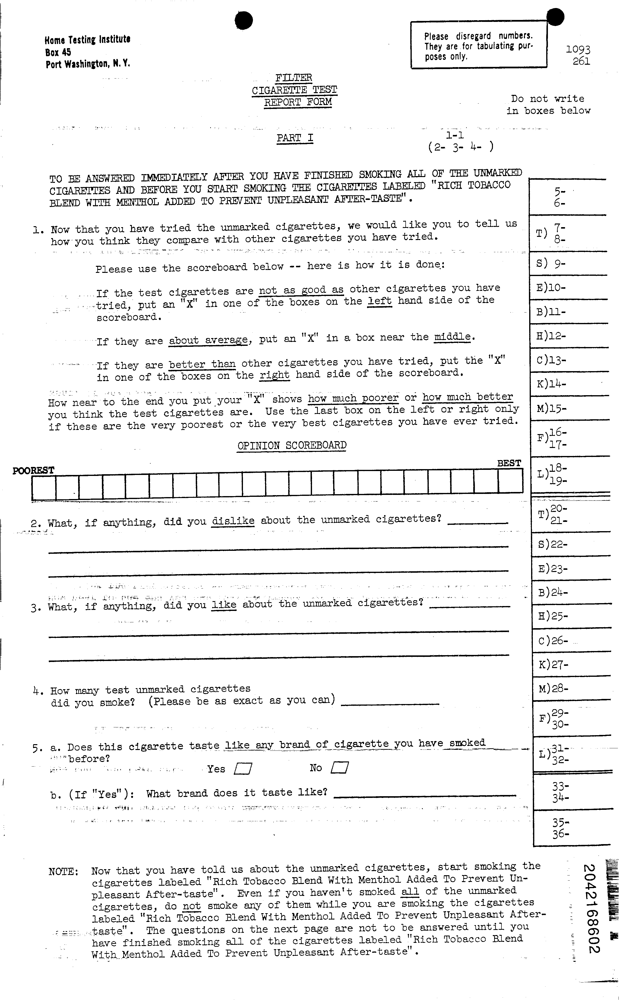 Home Testing Institute
Box 45
Port Washington, N. Y.
Please disregard numbers.
They are for tabulating pur-
poses only.
1093
261
FILTER
CIGARETTE TEST
REPORT FORM
Do not write
in boxes below
PART I
1-1
(2- 3- 4- )
TO BE ANSWERED IMMEDIATELY AFTER YOU HAVE FINISHED SMOKING ALL OF THE UNMARKED
CIGARETTES AND BEFORE YOU START SMOKING THE CIGARETTES LABELED "RICH TOBACCO
BLEND WITH MENTHOL ADDED TO PREVENT UNPLEASANT AFTER-TASTE".
5-
6-
1. Now that you have tried the unmarked cigarettes, we would like you to tell us
how you think they compare with other cigarettes you have tried.
T) 7-
8-
Please use the scoreboard below -- here is how it is done:
S) 9-
If the test cigarettes are not as good as other cigarettes you have
tried, put an "X" in one of the boxes on the left hand side of the
scoreboard.
E)10-
B)11-
If they are about average, put an "X" in a box near the middle.
H)12-
If they are better than other cigarettes you have tried, put the "X"
in one of the boxes on the right hand side of the scoreboard.
C)13-
K)14-
How near to the end you put your "X" shows how much poorer or how much better
you think the test cigarettes are. Use the last box on the left or right only
if these are the very poorest or the very best cigarettes you have ever tried.
M)15-
F)16-
17-
OPINION SCOREBOARD
POOREST
BEST
L)18-
19-
2. What, if anything, did you dislike about the unmarked cigarettes?
T)20-
21-
S)22-
E)23-
B)24-
3. What, if anything, did you like about the unmarked cigarettes?
H)25-
C)26-
K)27-
4. How many test unmarked cigarettes
did you smoke? (Please be as exact as you can)
M)28-
F)29-
30-
5. a. Does this cigarette taste like any brand of cigarette you have smoked
before?
Yes
No
L)31-
32-
b. (If "Yes"): What brand does it taste like?
33-
34-
35-
36-
NOTE: Now that you have told us about the unmarked cigarettes, start smoking the
cigarettes labeled "Rich Tobacco Blend With Menthol Added To Prevent Un-
pleasant After-taste". Even if you haven't smoked all of the unmarked
cigarettes, do not smoke any of them while you are smoking the cigarettes
labeled "Rich Tobacco Blend With Menthol Added To Prevent Unpleasant After-
taste". The questions on the next page are not to be answered until you
have finished smoking all of the cigarettes labeled "Rich Tobacco Blend
With Menthol Added To Prevent Unpleasant After-taste".
2042168602